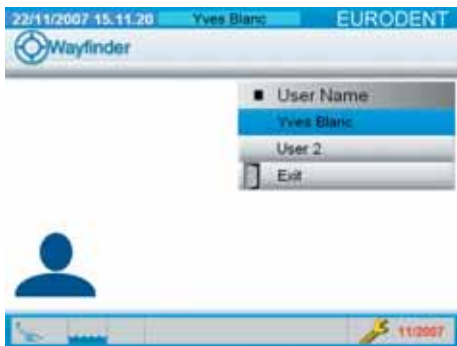 22/11/2007 15.11.20 Yves Blanc EURODENT
Wayfinder
User Name
Yves Blanc
User 2
Exit
11/2007